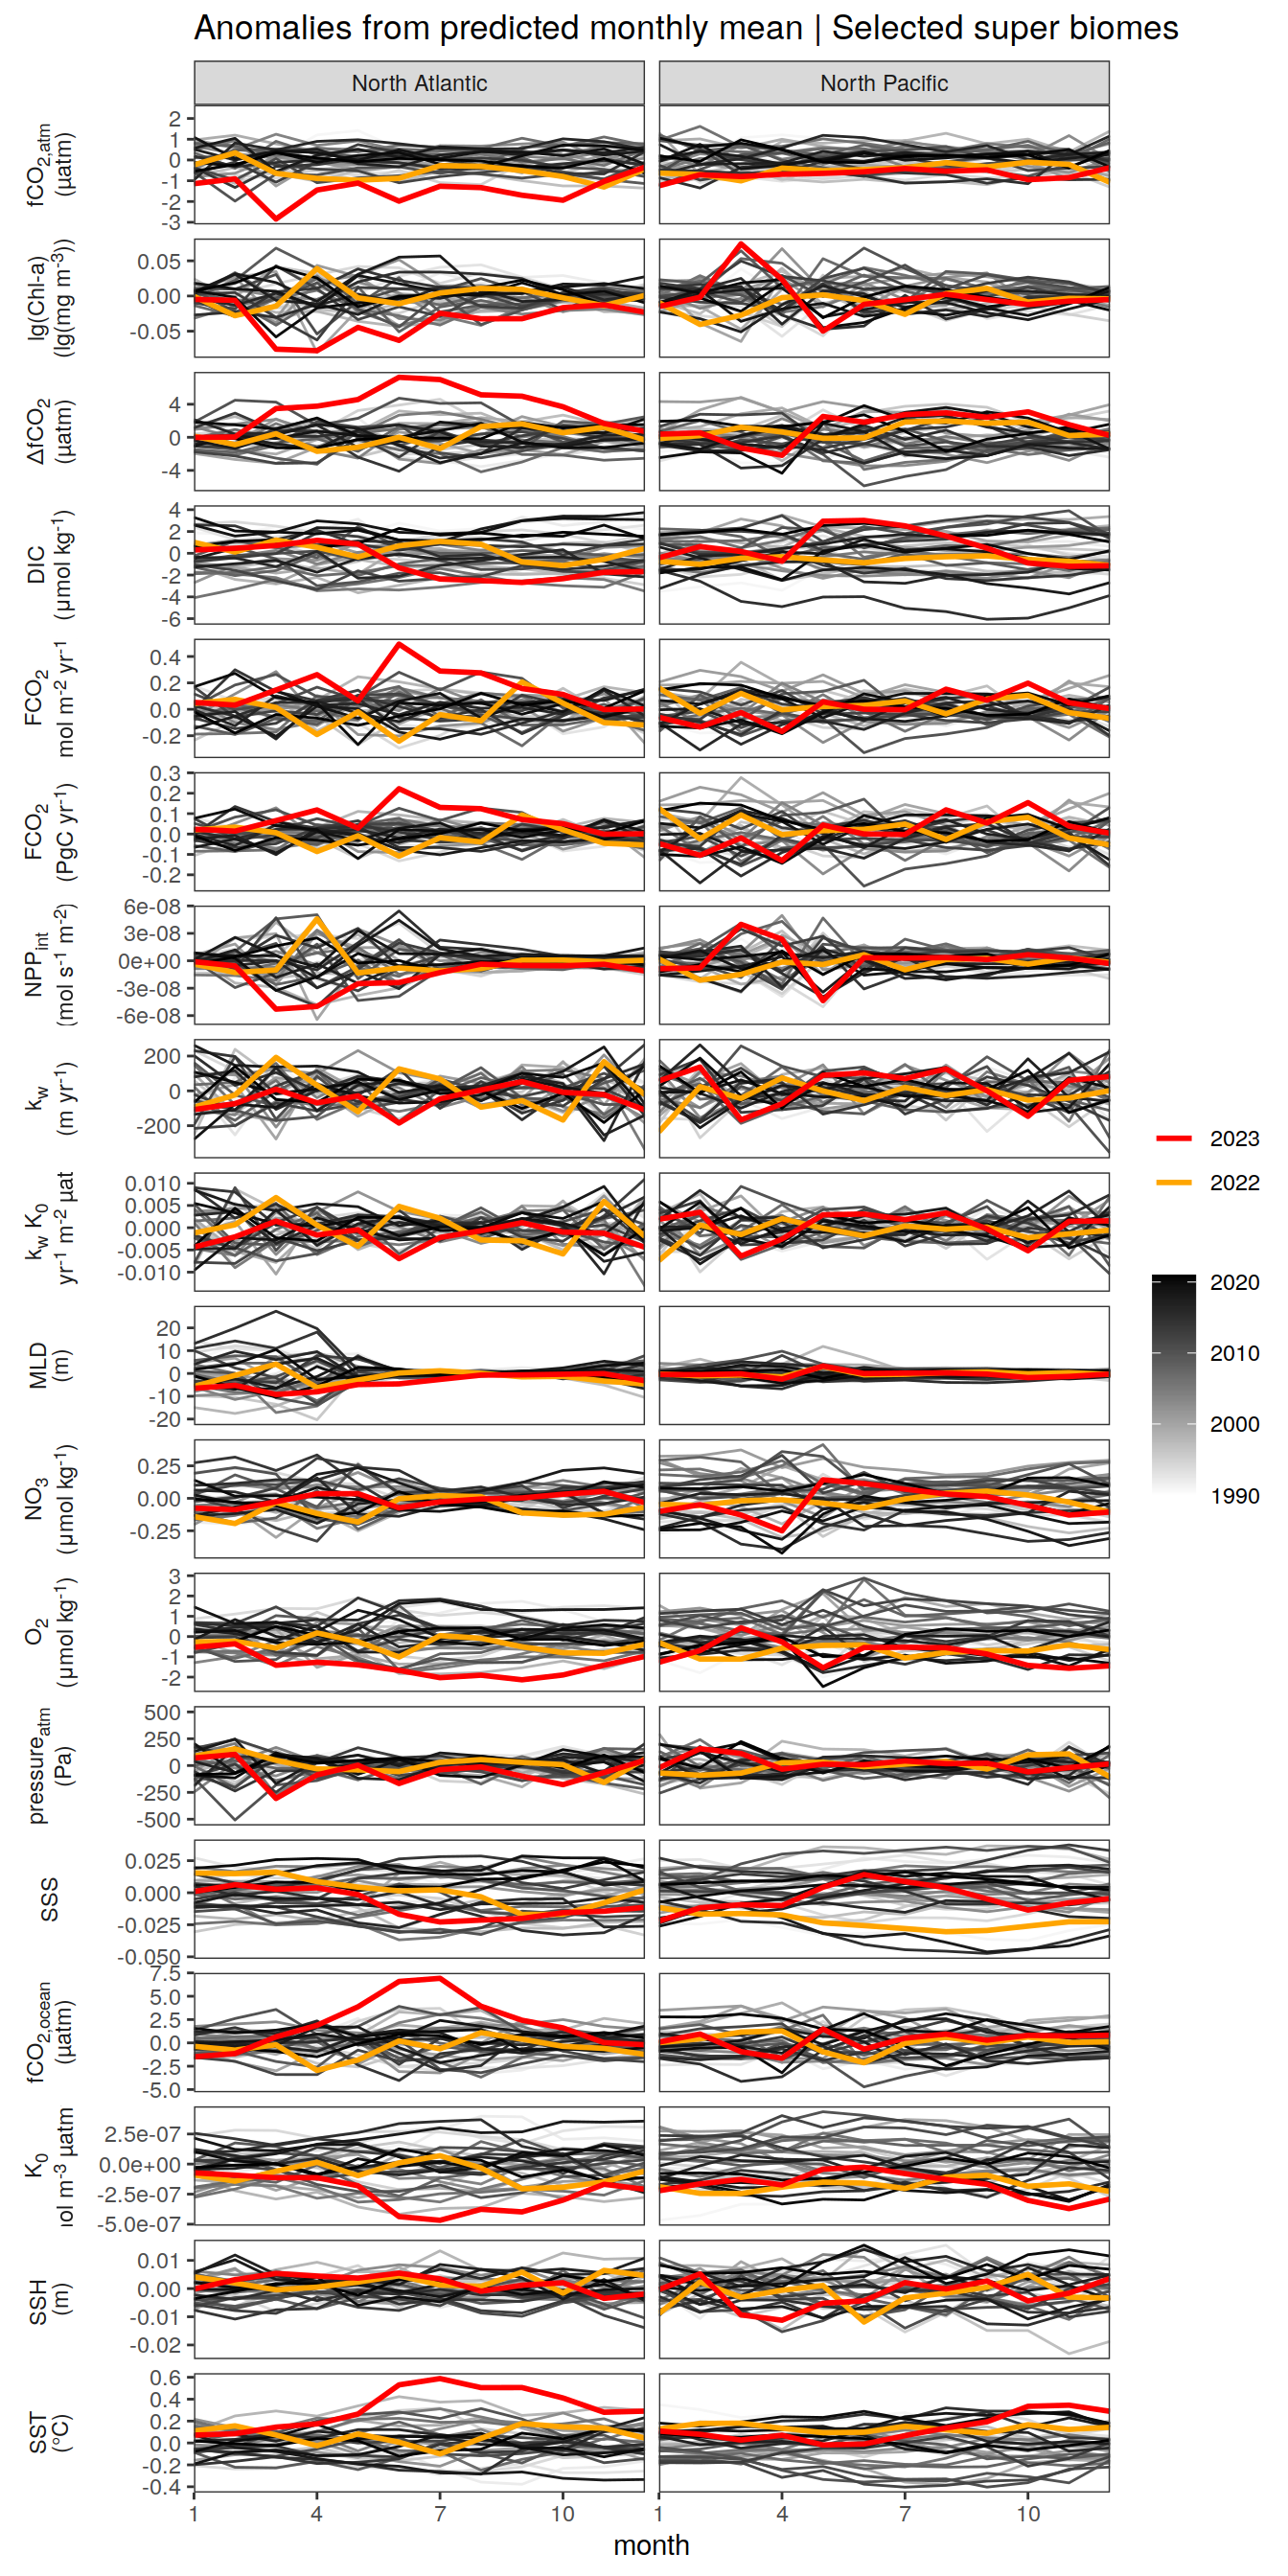 Anomalies from predicted monthly mean | Selected super biomes
North Atlantic
North Pacific
fCO2,atm
(µatm)
2
1
0
-1
-2
-3
lg(Chl-a)
(lg(mg m-3))
0.05
0.00
-0.05
ΔfCO2
(µatm)
4
0
-4
DIC
(µmol kg-1)
4
2
0
-2
-4
-6
FCO2
mol m-2 yr-1
0.4
0.2
0.0
-0.2
FCO2
(PgC yr-1)
0.3
0.2
0.1
0.0
-0.1
-0.2
NPPint
(mol s-1 m-2)
6e-08
3e-08
0e+00
-3e-08
-6e-08
kw
(m yr-1)
200
0
-200
kw K0
yr-1 m-2 µat
0.010
0.005
0.000
-0.005
-0.010
MLD
(m)
20
10
0
-10
-20
NO3
(µmol kg-1)
0.25
0.00
-0.25
O2
(µmol kg-1)
3
2
1
0
-1
-2
pressureatm
(Pa)
500
250
0
-250
-500
SSS
0.025
0.000
-0.025
-0.050
fCO2,ocean
(µatm)
7.5
5.0
2.5
0.0
-2.5
-5.0
K0
ol m-3 µatm
2.5e-07
0.0e+00
-2.5e-07
-5.0e-07
SSH
(m)
0.01
0.00
-0.01
-0.02
SST
(°C)
0.6
0.4
0.2
0.0
-0.2
-0.4
1 4 7 10
1 4 7 10
month
2023
2022
2020
2010
2000
1990